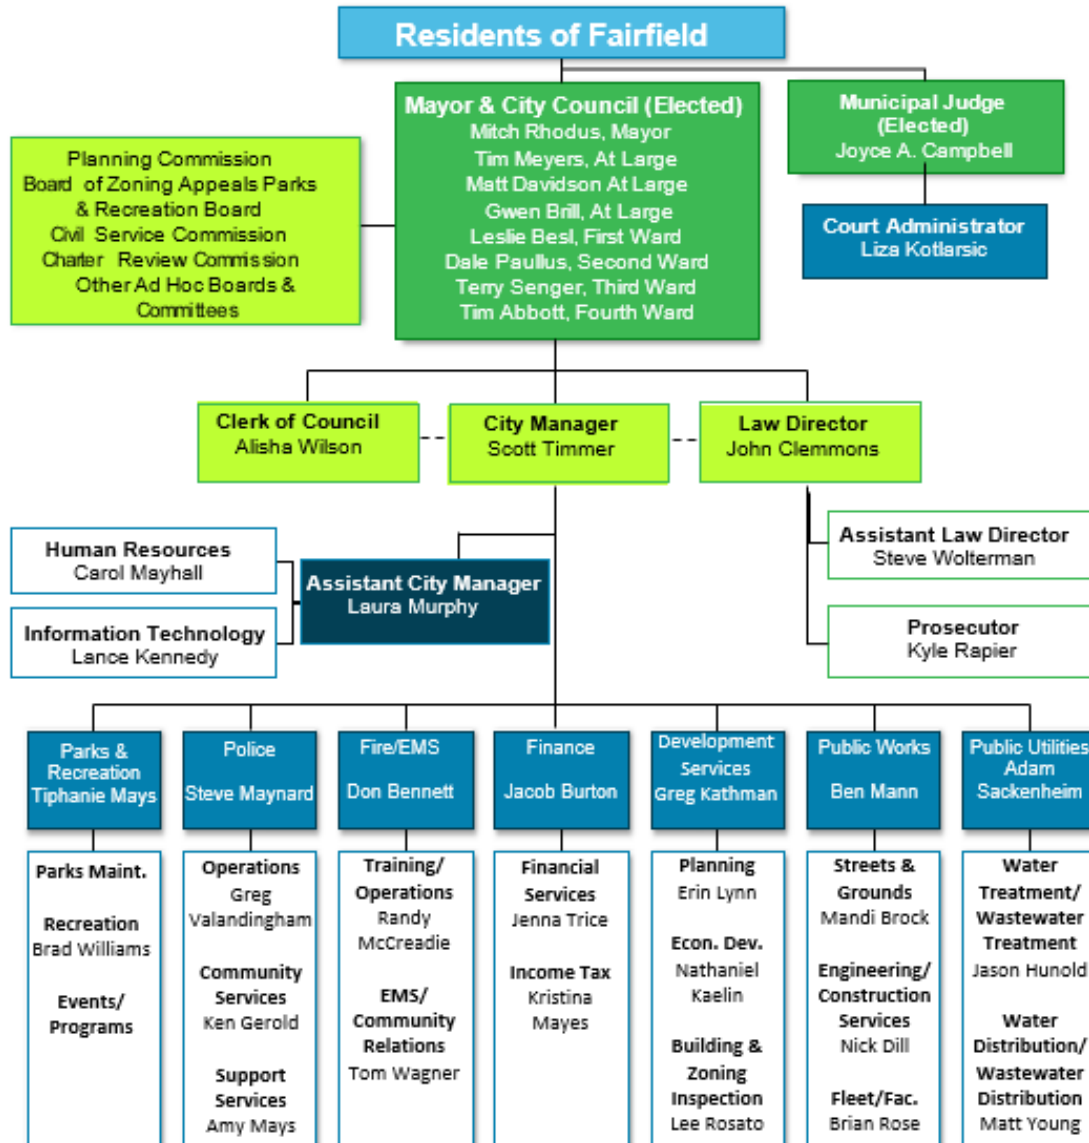 Residents of Fairfield
Mayor & City Council (Elected)
Mitch Rhodus, Mayor
Tim Meyers, At Large
Matt Davidson At Large
Gwen Brill, At Large
Leslie Besl, First Ward
Dale Paullus, Second Ward
Terry Senger, Third Ward
Tim Abbott, Fourth Ward
Municipal Judge
(Elected)
Joyce A. Campbell
Court Administrator
Liza Kotlarsic
Planning Commission
Board of Zoning Appeals Parks
& Recreation Board
Civil Service Commission
Charter Review Commission
Other Ad Hoc Boards &
Committees
Clerk of Council
Alisha Wilson
City Manager
Scott Timmer
Law Director
John Clemmons
Human Resources
Carol Mayhall
Information Technology
Lance Kennedy
Assistant City Manager
Laura Murphy
Assistant Law Director
Steve Wolterman
Prosecutor
Kyle Rapier
Parks &
Recreation
Tiphanie Mays
Police
Steve Maynard
Fire/EMS
Don Bennett
Finance
Jacob Burton
Development
Services
Greg Kathman
Public Works
Ben Mann
Public Utilities
Adam
Sackenheim
Parks Maint.
Recreation
Brad Williams
Events/
Programs
Operations
Greg
Valandingham
Community
Services
Ken Gerold
Support
Services
Amy Mays
Training/
Operations
Randy
McCreadie
EMS/
Community
Relations
Tom Wagner
Financial
Services
Jenna Trice
Income Tax
Kristina
Mayes
Planning
Erin Lynn
Econ. Dev.
Nathaniel
Kaelin
Building &
Zoning
Inspection
Lee Rosato
Streets &
Grounds
Mandi Brock
Engineering/
Construction
Services
Nick Dill
Fleet/Fac.
Brian Rose
Water
Treatment/
Wastewater
Treatment
Jason Hunold
Water
Distribution/
Wastewater
Distribution
Matt Young